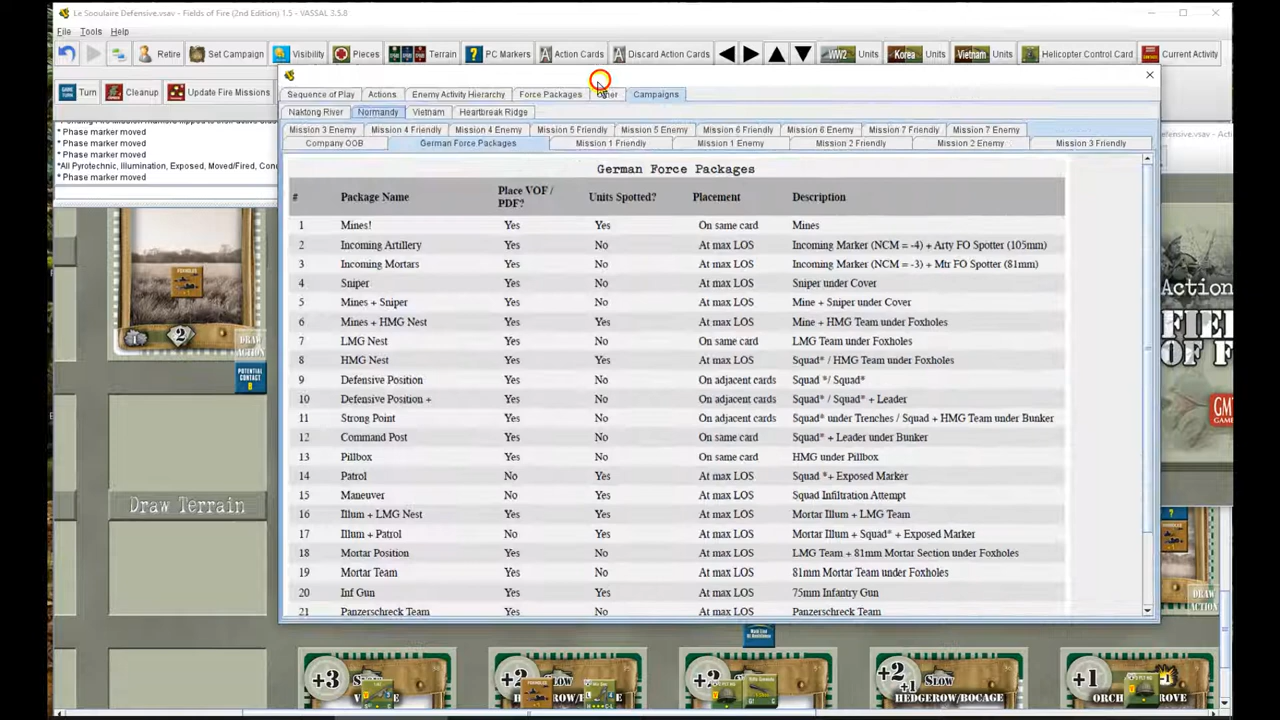 Le Soculaire Defensive.vsav - Fields of Fire (2nd Edition) 1.5 - VASSAL 3.5.8
File Tools Help
Retire Set Campaign Visibility Pieces Terrain PC Markers Action Cards Discard Action Cards WW2 Units Korea Units Vietnam Units Helicopter Control Card Current Activity
Turn Cleanup Update Fire Missions
Sequence of Play Actions Enemy Activity Hierarchy Force Packages Campaigns
Naktong River Normandy Vietnam Heartbreak Ridge
Mission 3 Enemy Mission 4 Friendly Mission 4 Enemy Mission 5 Friendly Mission 5 Enemy Mission 6 Friendly Mission 6 Enemy Mission 7 Friendly Mission 7 Enemy
Company OOB German Force Packages Mission 1 Friendly Mission 1 Enemy Mission 2 Friendly Mission 2 Enemy Mission 3 Friendly
* Phase marker moved
* Phase marker moved
* Phase marker moved
*All Pyrotechnic, Illumination, Exposed, Moved/Fired, Con
* Phase marker moved
German Force Packages
# Package Name Place VOF / PDF? Units Spotted? Placement Description
1 Mines! Yes Yes On same card Mines
2 Incoming Artillery Yes No At max LOS Incoming Marker (NCM = -4) + Arty FO Spotter (105mm)
3 Incoming Mortars Yes No At max LOS Incoming Marker (NCM = -3) + Mtr FO Spotter (81mm)
4 Sniper Yes No At max LOS Sniper under Cover
5 Mines + Sniper Yes No At max LOS Mine + Sniper under Cover
6 Mines + HMG Nest Yes Yes At max LOS Mine + HMG Team under Foxholes
7 LMG Nest Yes No On same card LMG Team under Foxholes
8 HMG Nest Yes Yes At max LOS Squad* / HMG Team under Foxholes
9 Defensive Position Yes No On adjacent cards Squad */ Squad*
10 Defensive Position + Yes No On adjacent cards Squad* / Squad* + Leader
11 Strong Point Yes No On adjacent cards Squad* under Trenches / Squad + HMG Team under Bunker
12 Command Post Yes No On same card Squad* + Leader under Bunker
13 Pillbox Yes No On same card HMG under Pillbox
14 Patrol No Yes At max LOS Squad *+ Exposed Marker
15 Maneuver No Yes At max LOS Squad Infiltration Attempt
16 Illum + LMG Nest Yes Yes At max LOS Mortar Illum + LMG Team
17 Illum + Patrol No Yes At max LOS Mortar Illum + Squad* + Exposed Marker
18 Mortar Position Yes No At max LOS LMG Team + 81mm Mortar Section under Foxholes
19 Mortar Team Yes No At max LOS 81mm Mortar Team under Foxholes
20 Inf Gun Yes Yes At max LOS 75mm Infantry Gun
21 Panzerschreck Team Yes No At max LOS Panzerschreck Team
FOXHOLES
1 2
DRAW ACTION
POTENTIAL CONTACT B
Draw Terrain
Action
FIEL
OF F
GMT
GAMES
DRAW ACTION
+3
+2
+2
+2 +1 SLOW
HEDGEROW/BOCAGE
+1